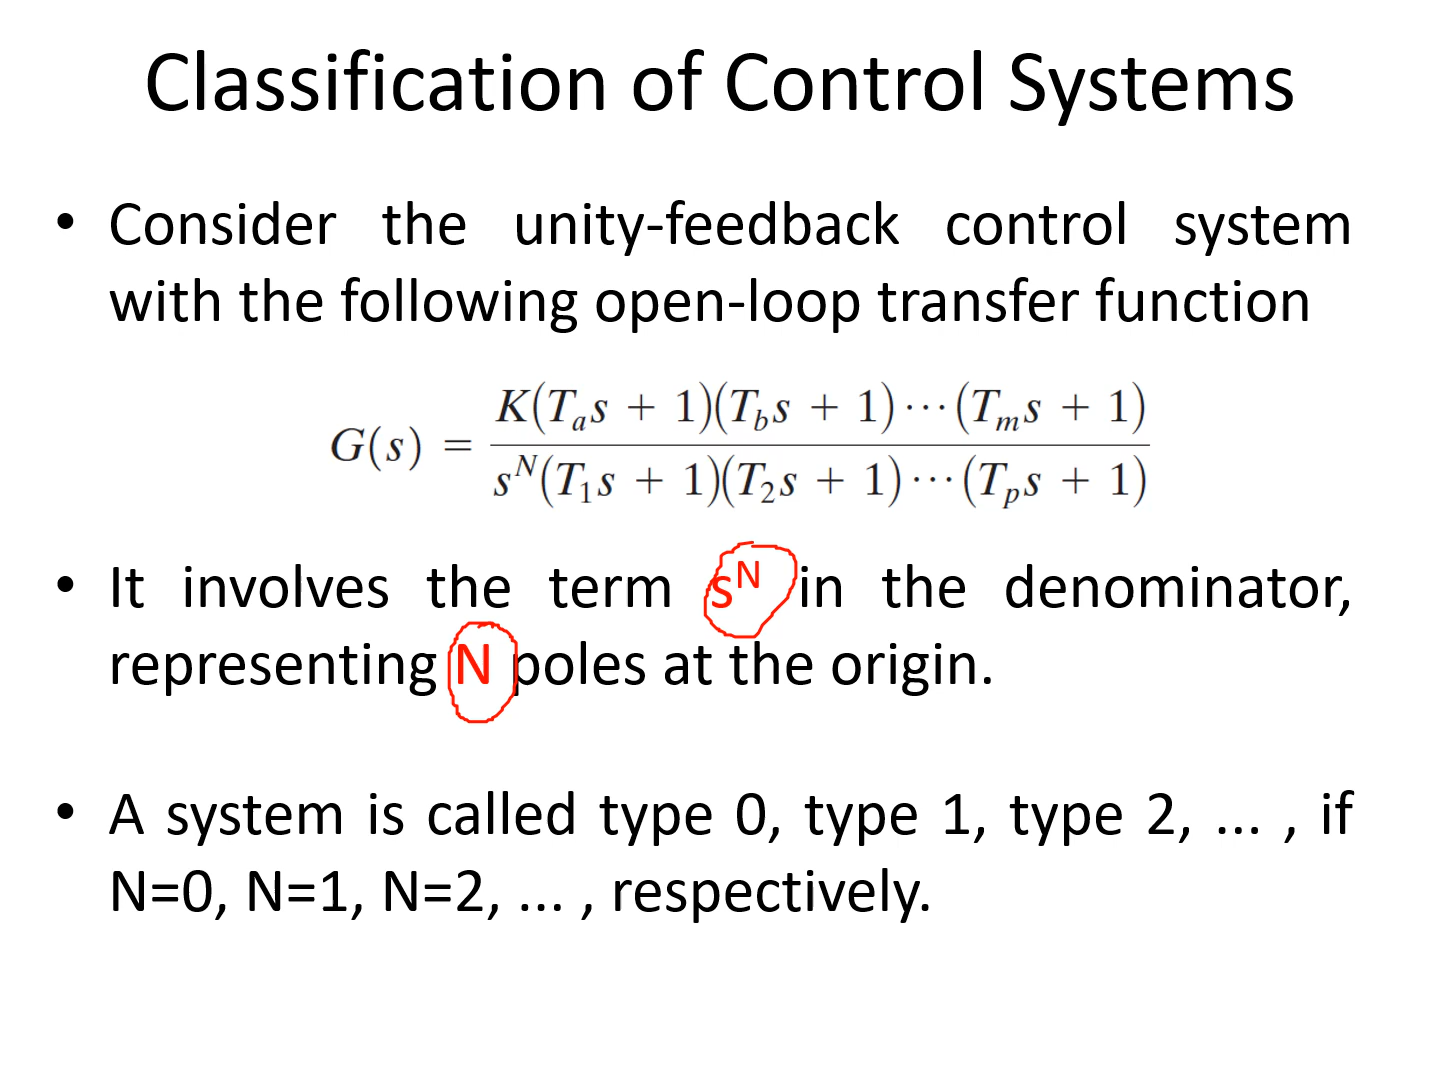 Classification of Control Systems
• Consider the unity-feedback control system
with the following open-loop transfer function
G(s) = K(Tₐs + 1)(T_b s + 1)⋯(Tₘs + 1) / s^N(T₁s + 1)(T₂s + 1)⋯(Tₚs + 1)
• It involves the term s^N in the denominator,
representing N poles at the origin.
• A system is called type 0, type 1, type 2, ... , if
N=0, N=1, N=2, ... , respectively.